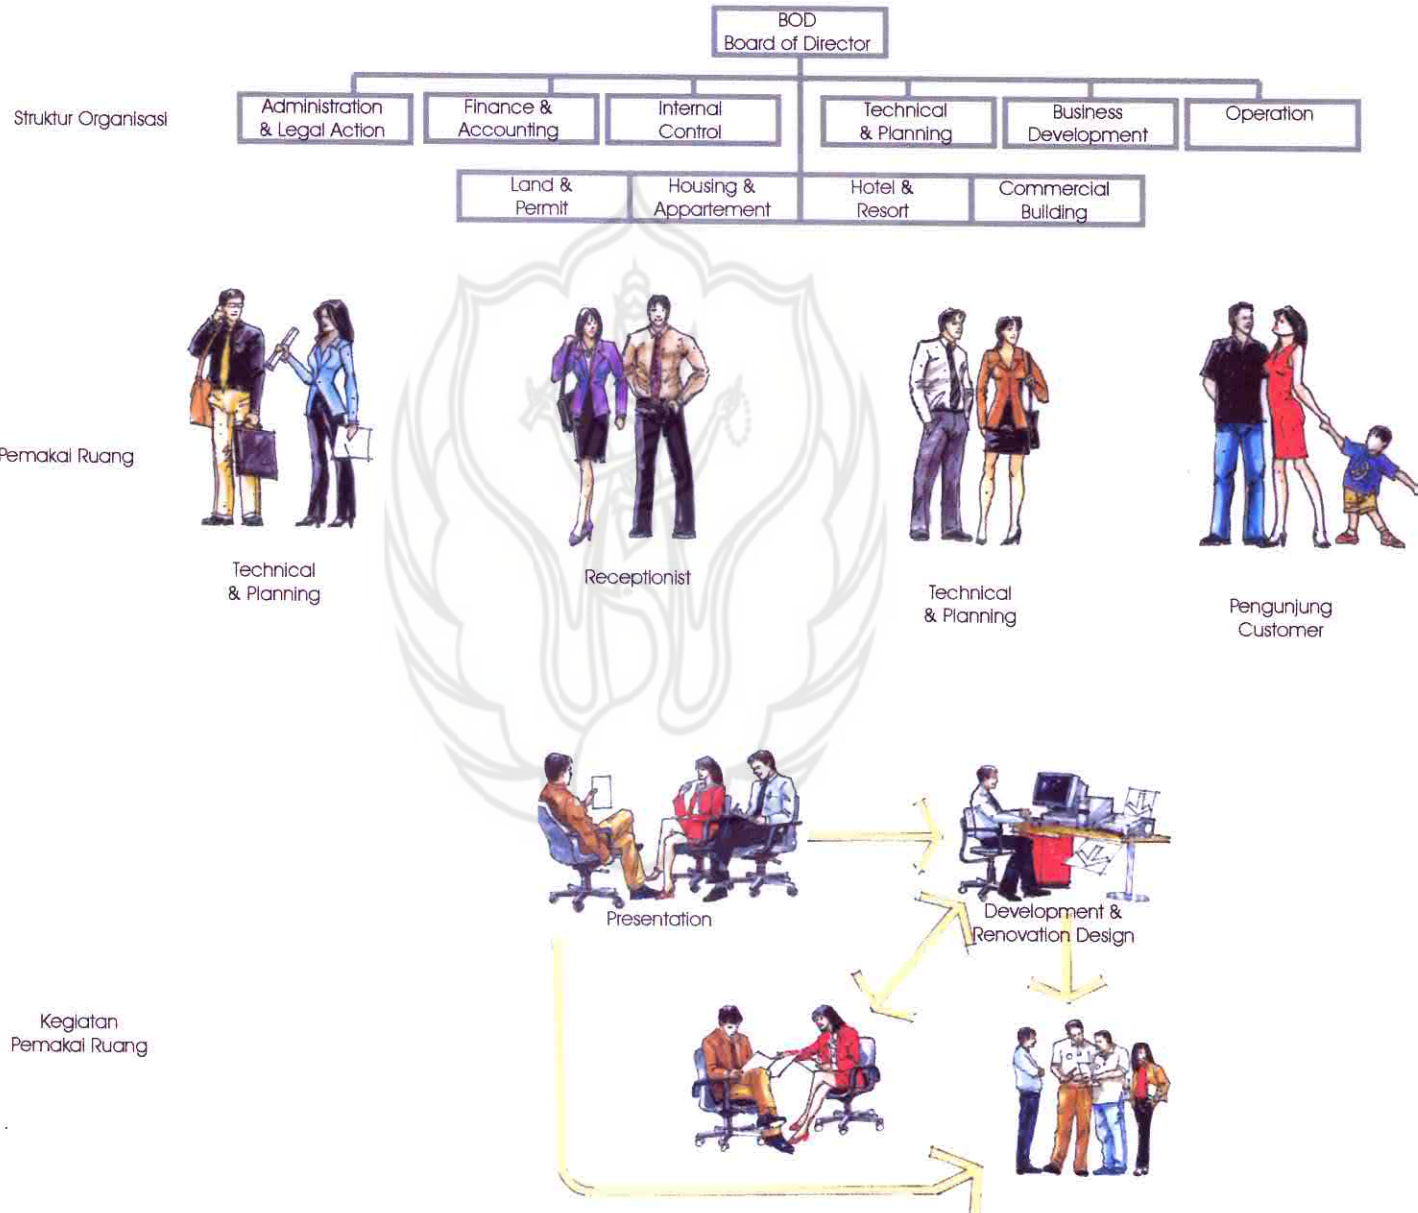 BOD
Board of Director
Struktur Organisasi
Administration
& Legal Action
Finance &
Accounting
Internal
Control
Technical
& Planning
Business
Development
Operation
Land &
Permit
Housing &
Appartement
Hotel &
Resort
Commercial
Building
Pemakai Ruang
Technical
& Planning
Receptionist
Technical
& Planning
Pengunjung
Customer
Presentation
Development &
Renovation Design
Kegiatan
Pemakai Ruang